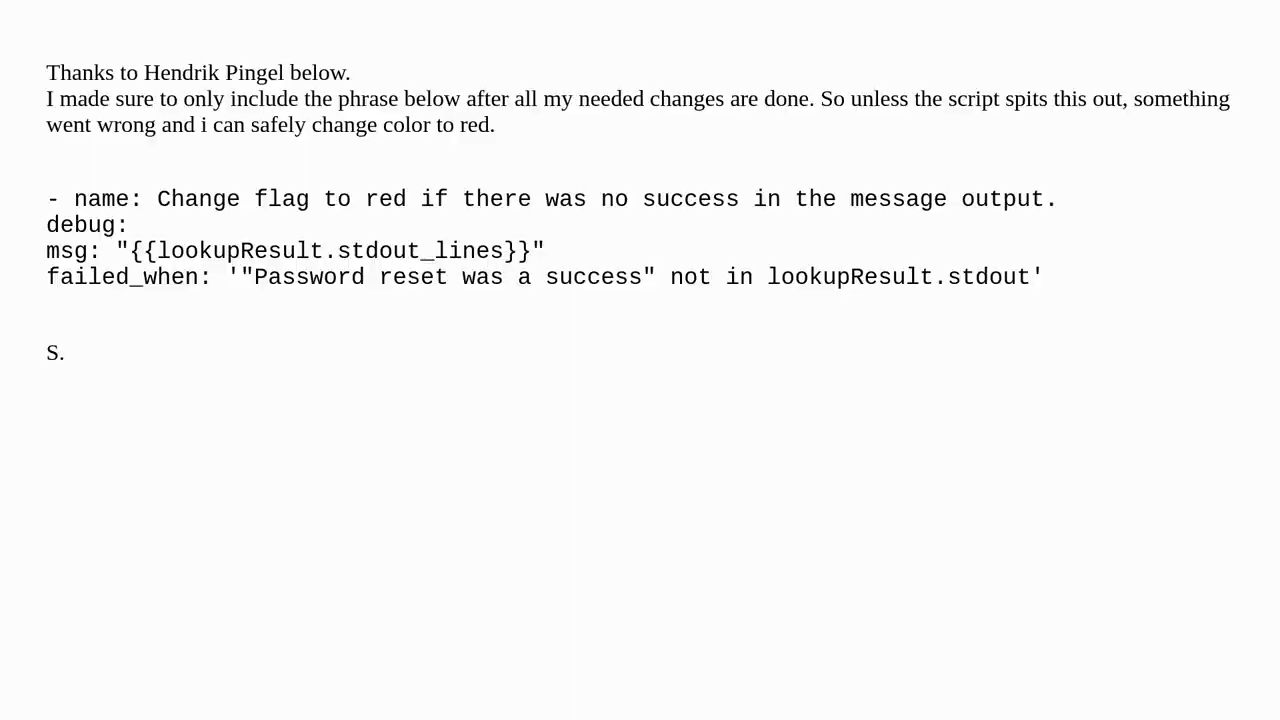 Thanks to Hendrik Pingel below.
I made sure to only include the phrase below after all my needed changes are done. So unless the script spits this out, something
went wrong and i can safely change color to red.
- name: Change flag to red if there was no success in the message output.
debug:
msg: "{{lookupResult.stdout_lines}}"
failed_when: '"Password reset was a success" not in lookupResult.stdout'
S.